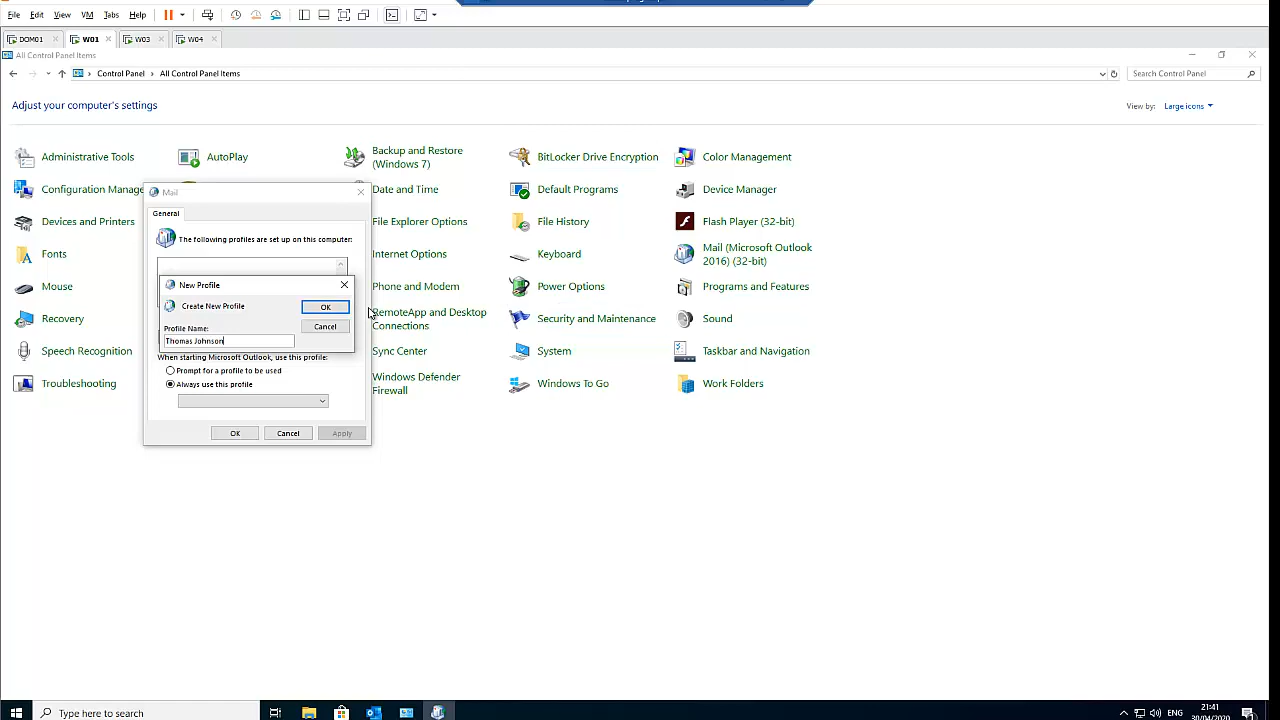 File Edit View VM Tabs Help
DOM01 W01 W03 W04
All Control Panel Items
Control Panel All Control Panel Items
Search Control Panel
Adjust your computer's settings
View by: Large icons
Administrative Tools
AutoPlay
Backup and Restore
(Windows 7)
BitLocker Drive Encryption
Color Management
Configuration Manage
Date and Time
Default Programs
Device Manager
Devices and Printers
File Explorer Options
File History
Flash Player (32-bit)
Fonts
Internet Options
Keyboard
Mail (Microsoft Outlook
2016) (32-bit)
Mouse
Phone and Modem
Power Options
Programs and Features
Recovery
RemoteApp and Desktop
Connections
Security and Maintenance
Sound
Speech Recognition
Sync Center
System
Taskbar and Navigation
Troubleshooting
Windows Defender
Firewall
Windows To Go
Work Folders
Mail
General
The following profiles are set up on this computer:
New Profile
Create New Profile
OK
Cancel
Profile Name:
Thomas Johnson
When starting Microsoft Outlook, use this profile:
Prompt for a profile to be used
Always use this profile
OK Cancel Apply
Type here to search
ENG
21:41
30/04/2020